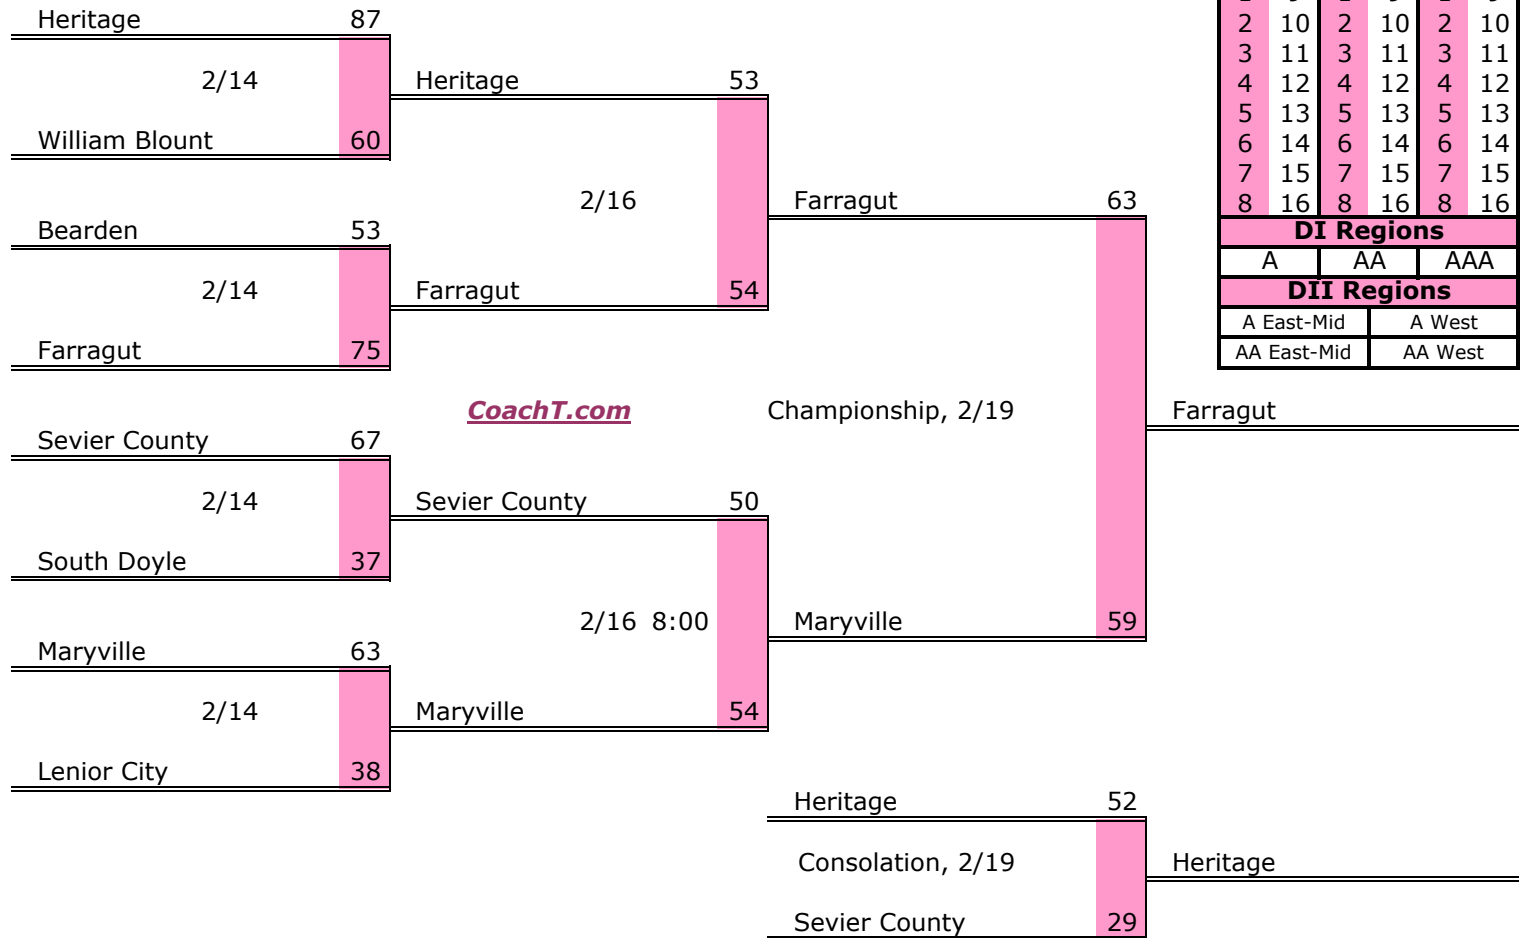 Heritage 87
2/14
William Blount 60
Bearden 53
2/14
Farragut 75
Sevier County 67
2/14
South Doyle 37
Maryville 63
2/14
Lenior City 38
Heritage 53
2/16
Farragut 54
CoachT.com
Sevier County 50
2/16 8:00
Maryville 54
Farragut 63
Championship, 2/19
Maryville 59
Farragut
Heritage 52
Consolation, 2/19
Sevier County 29
Heritage
2 10 2 10 2 10
3 11 3 11 3 11
4 12 4 12 4 12
5 13 5 13 5 13
6 14 6 14 6 14
7 15 7 15 7 15
8 16 8 16 8 16
DI Regions
A AA AAA
DII Regions
A East-Mid A West
AA East-Mid AA West